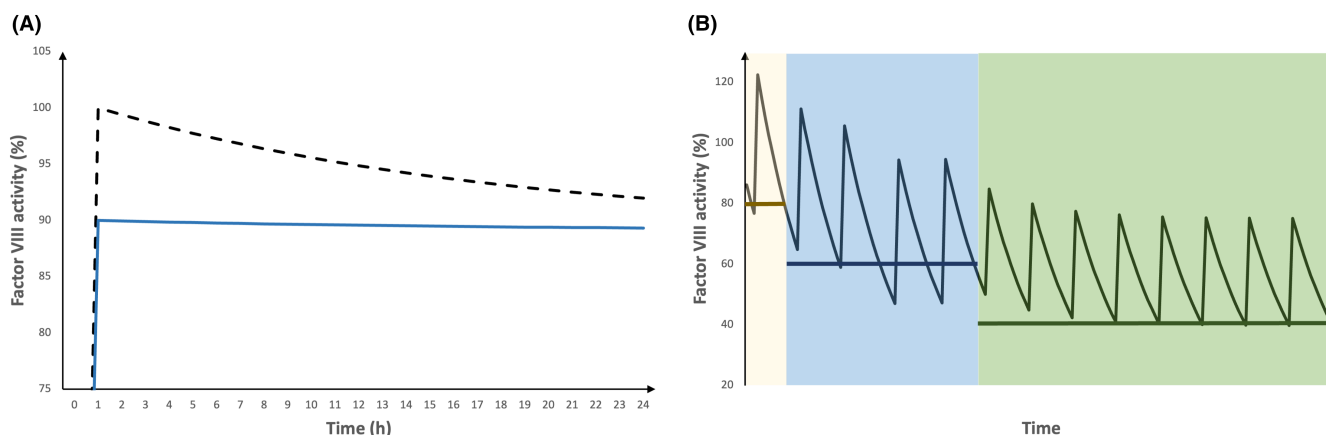 (A)
Factor VIII activity (%)
105
100
95
90
85
80
75
0 1 2 3 4 5 6 7 8 9 10 11 12 13 14 15 16 17 18 19 20 21 22 23 24
Time (h)
(B)
Factor VIII activity (%)
120
100
80
60
40
20
Time